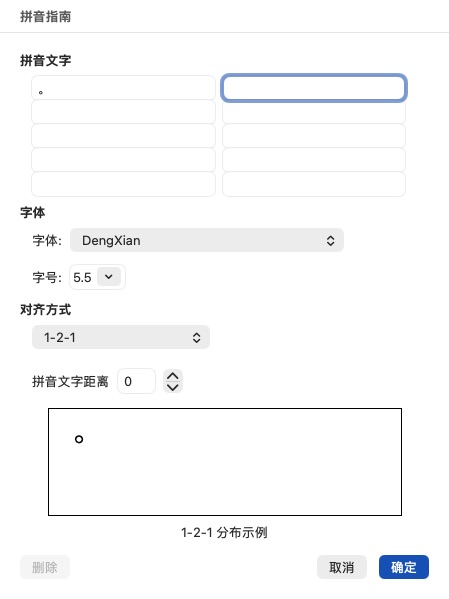 拼音指南
拼音文字
。
字体
字体: DengXian
字号: 5.5
对齐方式
1-2-1
拼音文字距离 0
。
1-2-1 分布示例
删除 取消 确定